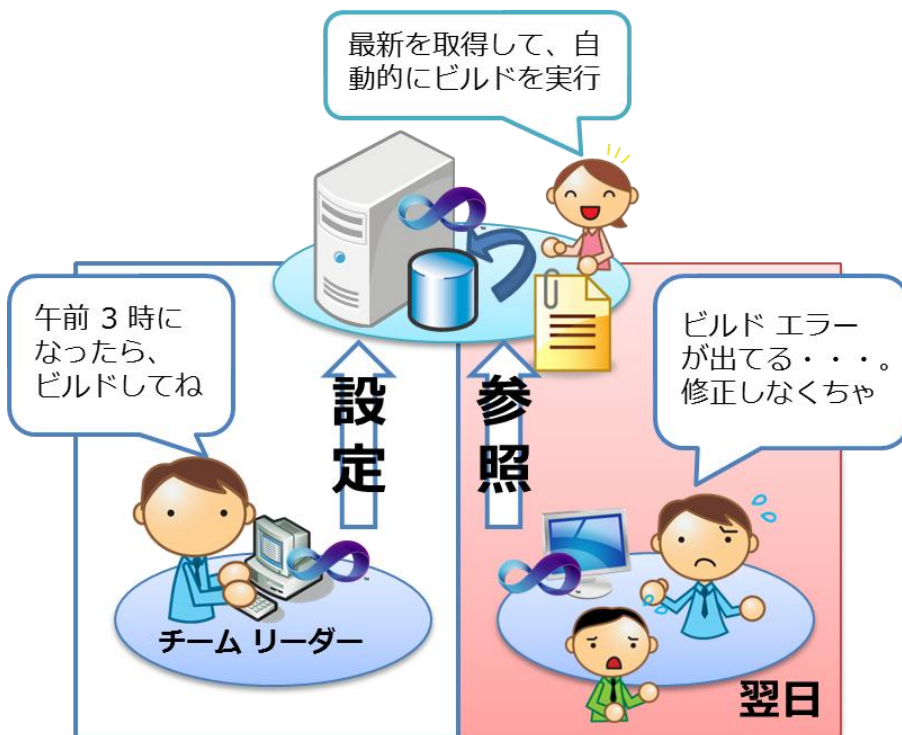 最新を取得して、自
動的にビルドを実行
午前 3 時に
なったら、
ビルドしてね
ビルド エラー
が出てる・・・。
修正しなくちゃ
設定
参照
チーム リーダー
翌日